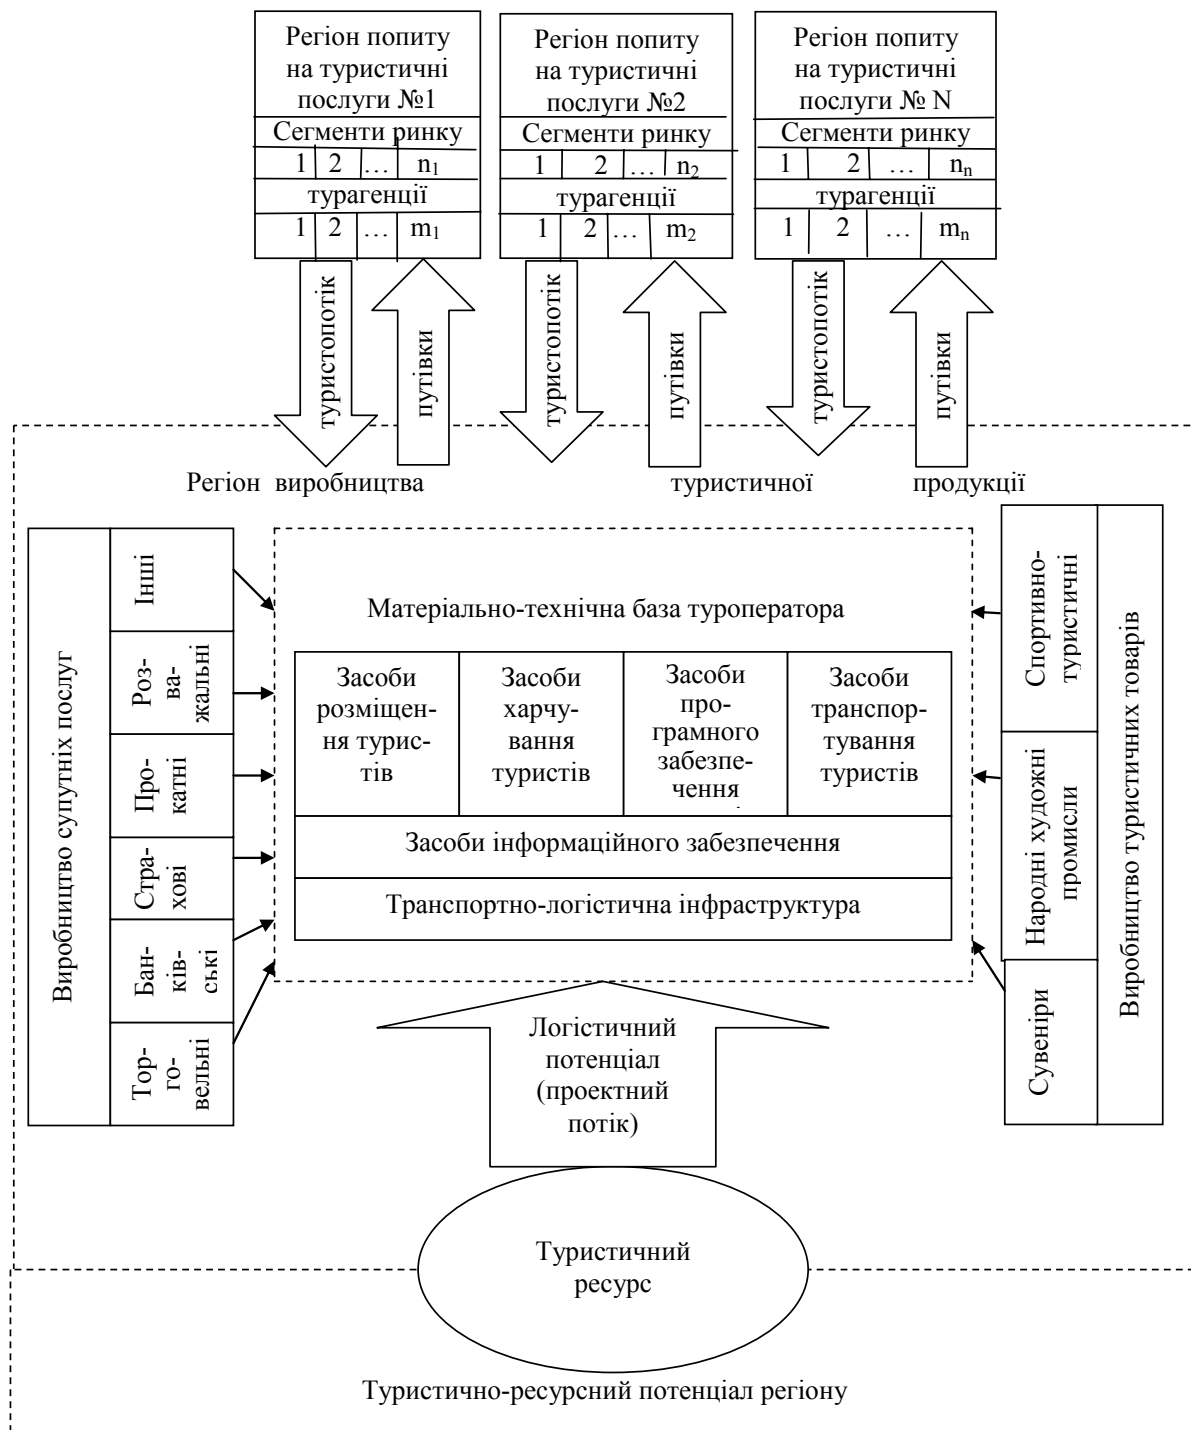 Регіон попиту
на туристичні
послуги №1
Сегменти ринку
1 2 … n₁
турагенції
1 2 … m₁
Регіон попиту
на туристичні
послуги №2
Сегменти ринку
1 2 … n₂
турагенції
1 2 … m₂
Регіон попиту
на туристичні
послуги № N
Сегменти ринку
1 2 … nₙ
турагенції
1 2 … mₙ
туристопотік
путівки
туристопотік
путівки
туристопотік
путівки
Регіон виробництва туристичної продукції
Виробництво супутніх послуг
Інші
Роз-
ва-
жальні
Про-
катні
Стра-
хові
Бан-
ків-
ські
Тор-
го-
вельні
Матеріально-технічна база туроператора
Засоби
розміщен-
ня турис-
тів
Засоби
харчу-
вання
туристів
Засоби
про-
грамного
забезпе-
чення
Засоби
транспор-
тування
туристів
Засоби інформаційного забезпечення
Транспортно-логістична інфраструктура
Спортивно-
туристичні
Народні художні
промисли
Сувеніри
Виробництво туристичних товарів
Логістичний
потенціал
(проектний
потік)
Туристичний
ресурс
Туристично-ресурсний потенціал регіону